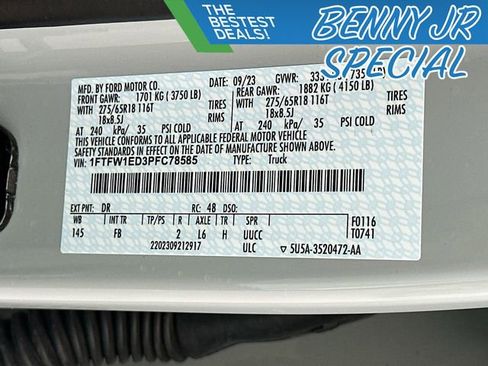 THE
BESTEST
DEALS!
BENNY JR
SPECIAL
MFD. BY FORD MOTOR CO.
DATE: 09/23 GVWR:
FRONT GAWR: 1701 KG ( 3750 LB)
REAR GAWR: 1882 KG ( 4150 LB)
WITH 275/65R18 116T
WITH 275/65R18 116T
18x8.5J
18x8.5J
AT 240 kPa/ 35 PSI COLD
AT 240 kPa/ 35 PSI COLD
THIS VEHICLE CONFORMS TO ALL APPLICABLE FEDERAL MOTOR VEHICLE
SAFETY STANDARDS IN EFFECT ON THE DATE OF MANUFACTURE SHOWN ABOVE.
VIN: 1FTFW1ED3PFC78585 TYPE: Truck
EXT PNT: DR RC: 48 DSO:
WB INT TR TP/PS R AXLE TR SPR F0116
145 FB 2 L6 H UUCC T0741
2202309212917 ULC 5U5A-3520472-AA